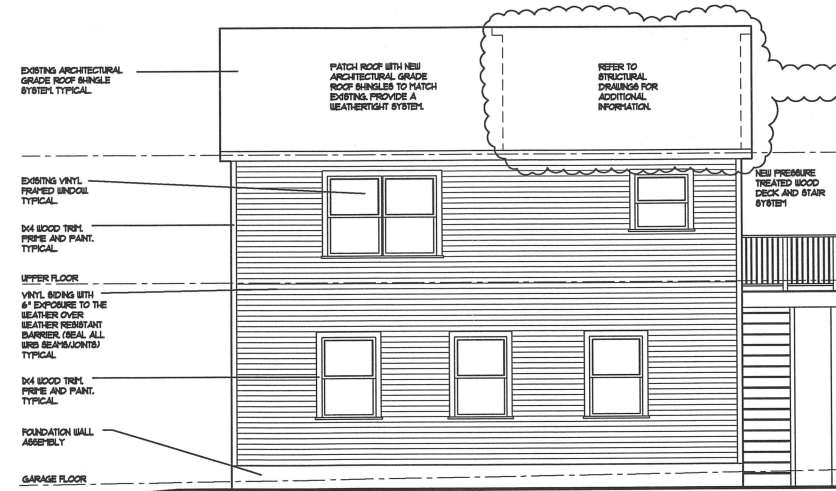 EXISTING ARCHITECTURAL
GRADE ROOF SHINGLE
SYSTEM. TYPICAL.
PATCH ROOF WITH NEW
ARCHITECTURAL GRADE
ROOF SHINGLES TO MATCH
EXISTING. PROVIDE A
WEATHERTIGHT SYSTEM.
REFER TO
STRUCTURAL
DRAWINGS FOR
ADDITIONAL
INFORMATION.
EXISTING VINYL
FRAMED WINDOW.
TYPICAL.
NEW PRESSURE
TREATED WOOD
DECK AND STAIR
SYSTEM
1X4 WOOD TRIM.
PRIME AND PAINT.
TYPICAL.
UPPER FLOOR
VINYL SIDING WITH
6" EXPOSURE TO THE
WEATHER OVER
WEATHER RESISTANT
BARRIER. (SEAL ALL
WRB SEAMS/JOINTS)
TYPICAL
1X4 WOOD TRIM.
PRIME AND PAINT.
TYPICAL.
FOUNDATION WALL
ASSEMBLY
GARAGE FLOOR